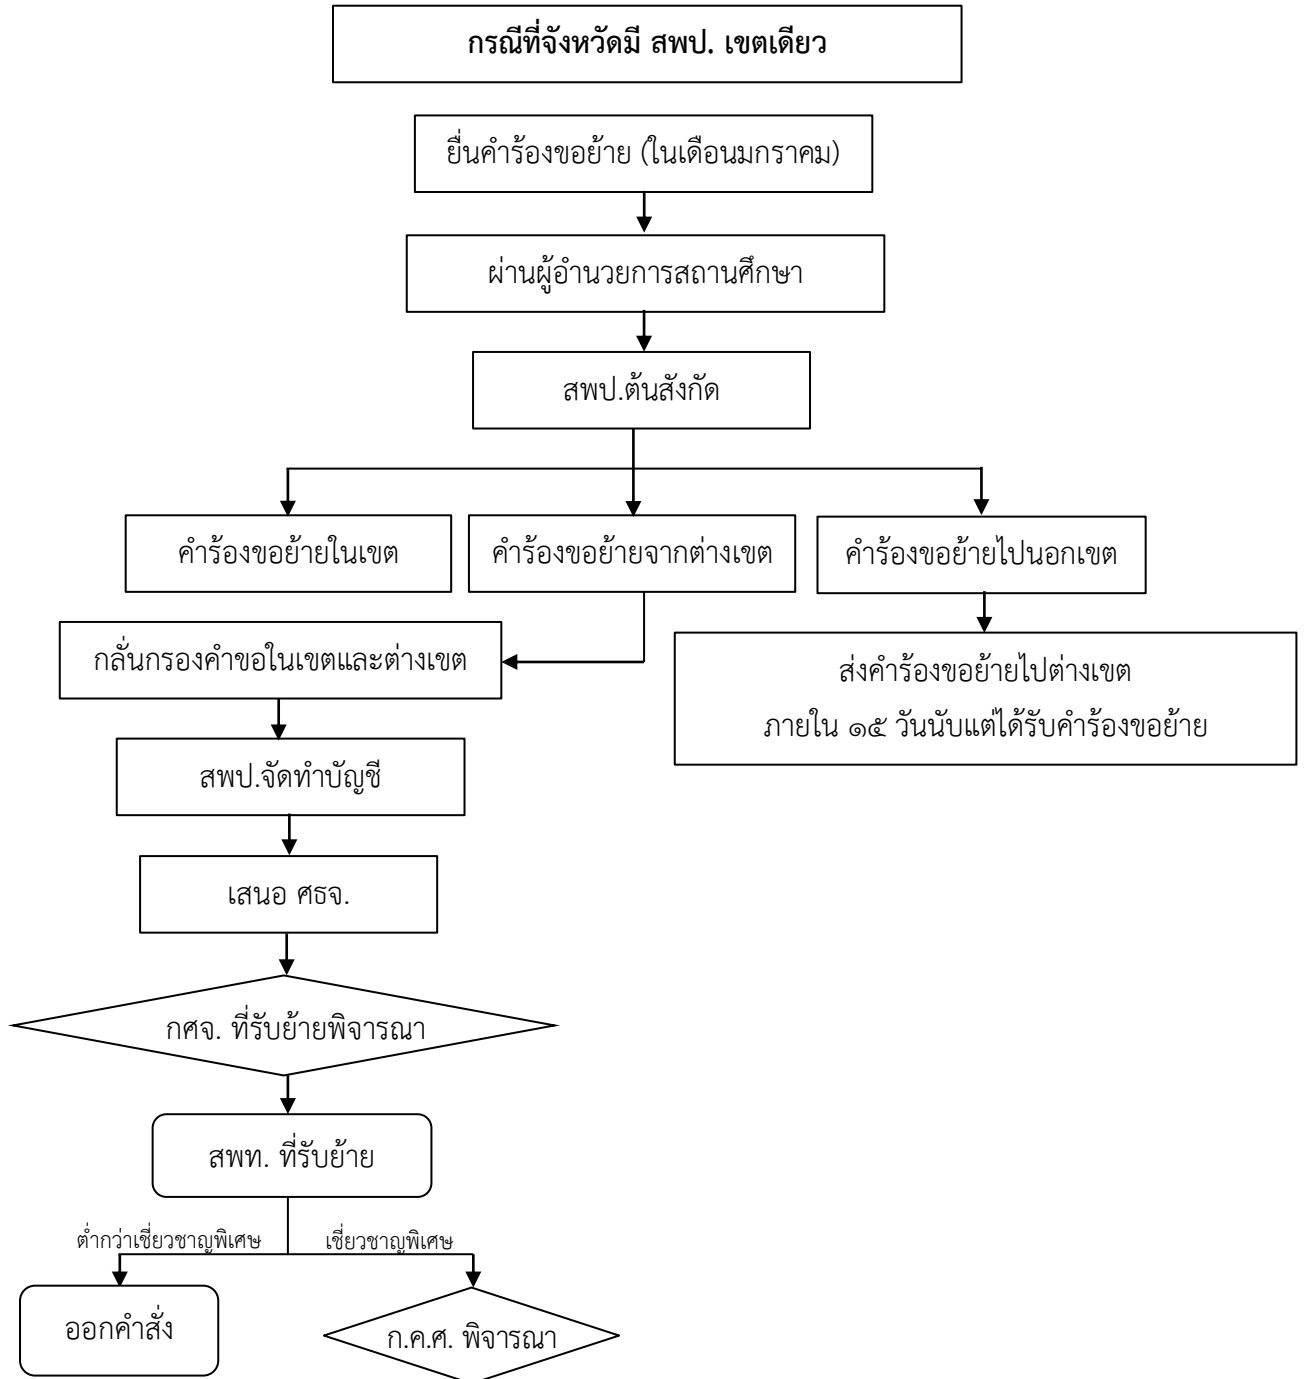 กรณีที่จังหวัดมี สพป. เขตเดียว
ยื่นคำร้องขอย้าย (ในเดือนมกราคม)
ผ่านผู้อำนวยการสถานศึกษา
สพป.ต้นสังกัด
คำร้องขอย้ายในเขต
คำร้องขอย้ายจากต่างเขต
คำร้องขอย้ายไปนอกเขต
กลั่นกรองคำขอในเขตและต่างเขต
ส่งคำร้องขอย้ายไปต่างเขต
ภายใน ๑๕ วันนับแต่ได้รับคำร้องขอย้าย
สพป.จัดทำบัญชี
เสนอ ศธจ.
กศจ. ที่รับย้ายพิจารณา
สพท. ที่รับย้าย
ต่ำกว่าเชี่ยวชาญพิเศษ
เชี่ยวชาญพิเศษ
ออกคำสั่ง
ก.ค.ศ. พิจารณา